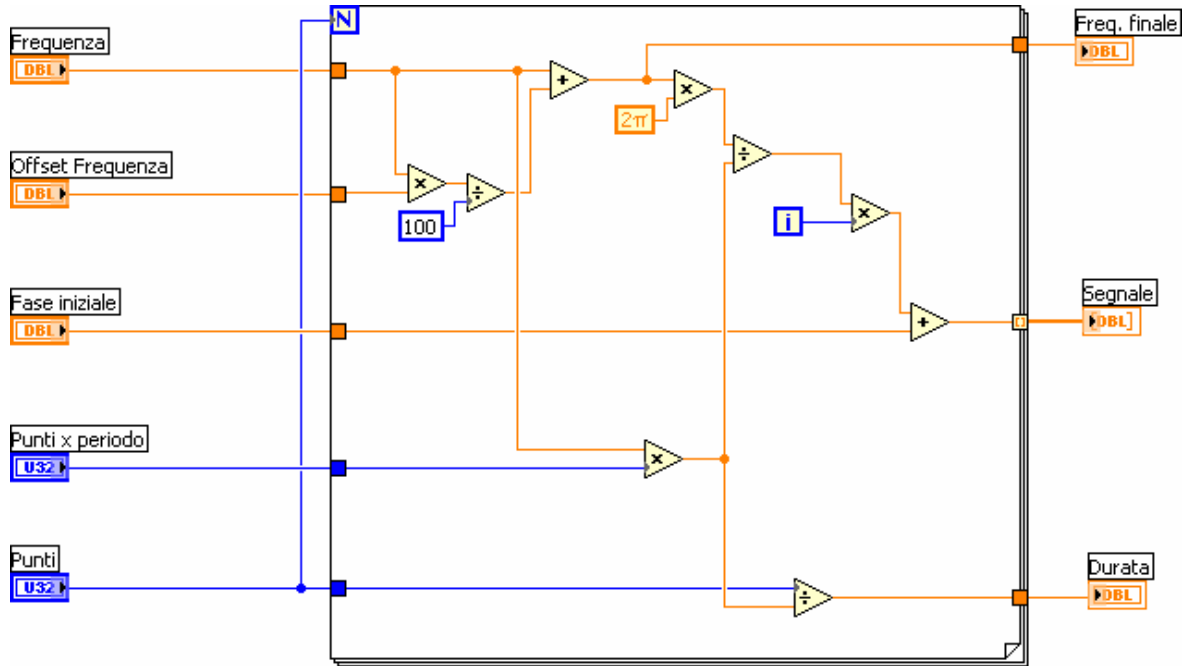 Frequenza
DBL
Offset Frequenza
DBL
Fase iniziale
DBL
Punti x periodo
U32
Punti
U32
N
+
×
2π
÷
×
÷
100
×
i
+
×
÷
Freq. finale
DBL
Segnale
[DBL]
Durata
DBL